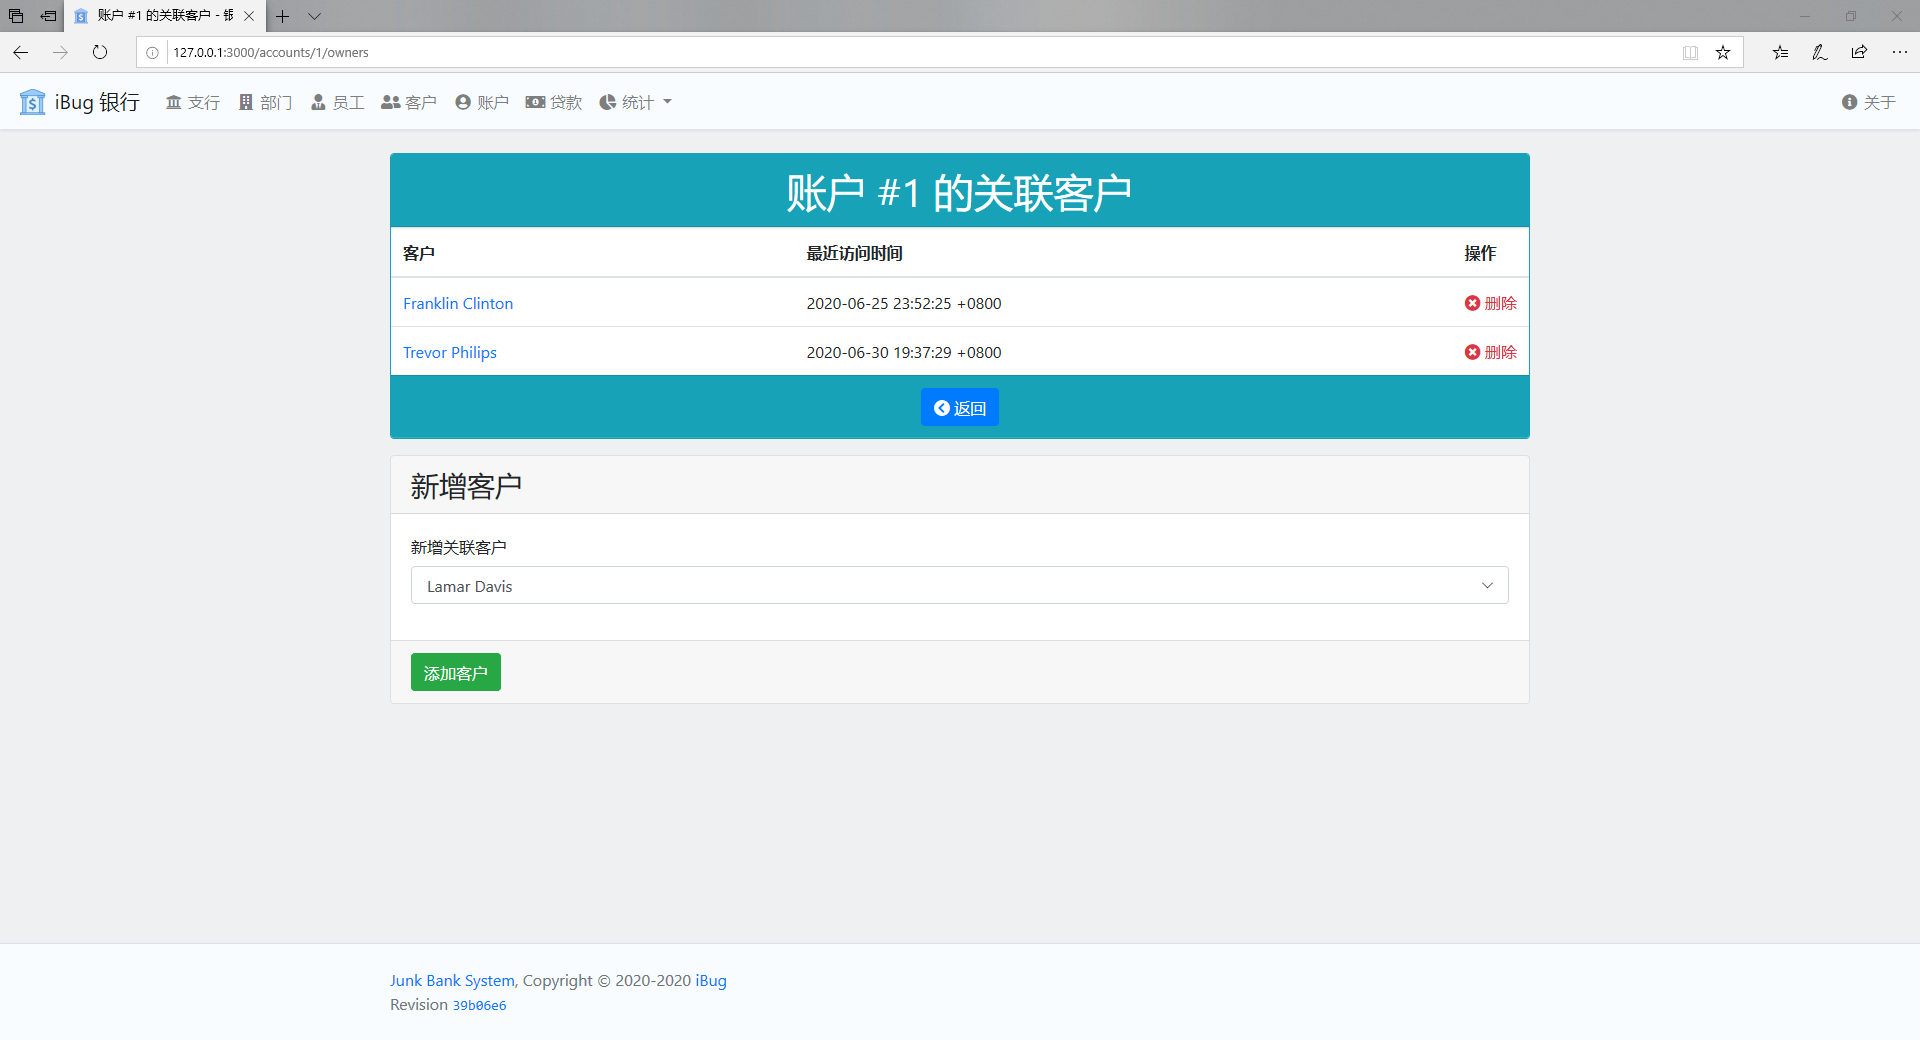 账户 #1 的关联客户 - 银
127.0.0.1:3000/accounts/1/owners
iBug 银行 支行 部门 员工 客户 账户 贷款 统计 关于
账户 #1 的关联客户
客户 最近访问时间 操作
Franklin Clinton 2020-06-25 23:52:25 +0800 删除
Trevor Philips 2020-06-30 19:37:29 +0800 删除
返回
新增客户
新增关联客户
Lamar Davis
添加客户
Junk Bank System, Copyright © 2020-2020 iBug
Revision 39b06e6